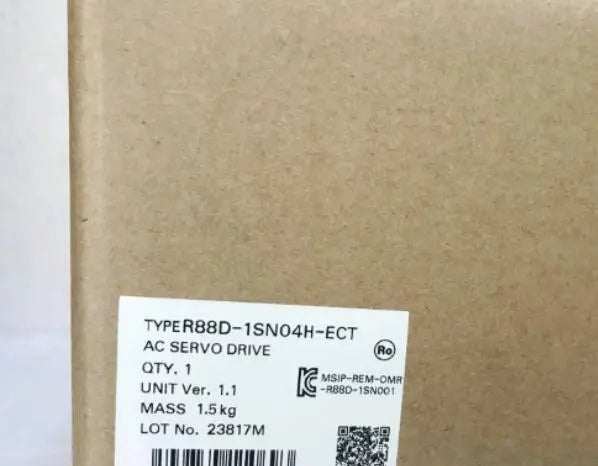 TYPE R88D-1SN04H-ECT
AC SERVO DRIVE
Ro
QTY. 1
UNIT Ver. 1.1
MASS 1.5kg
LOT No. 23817M
MSIP-REM-OMR
-R88D-1SN001